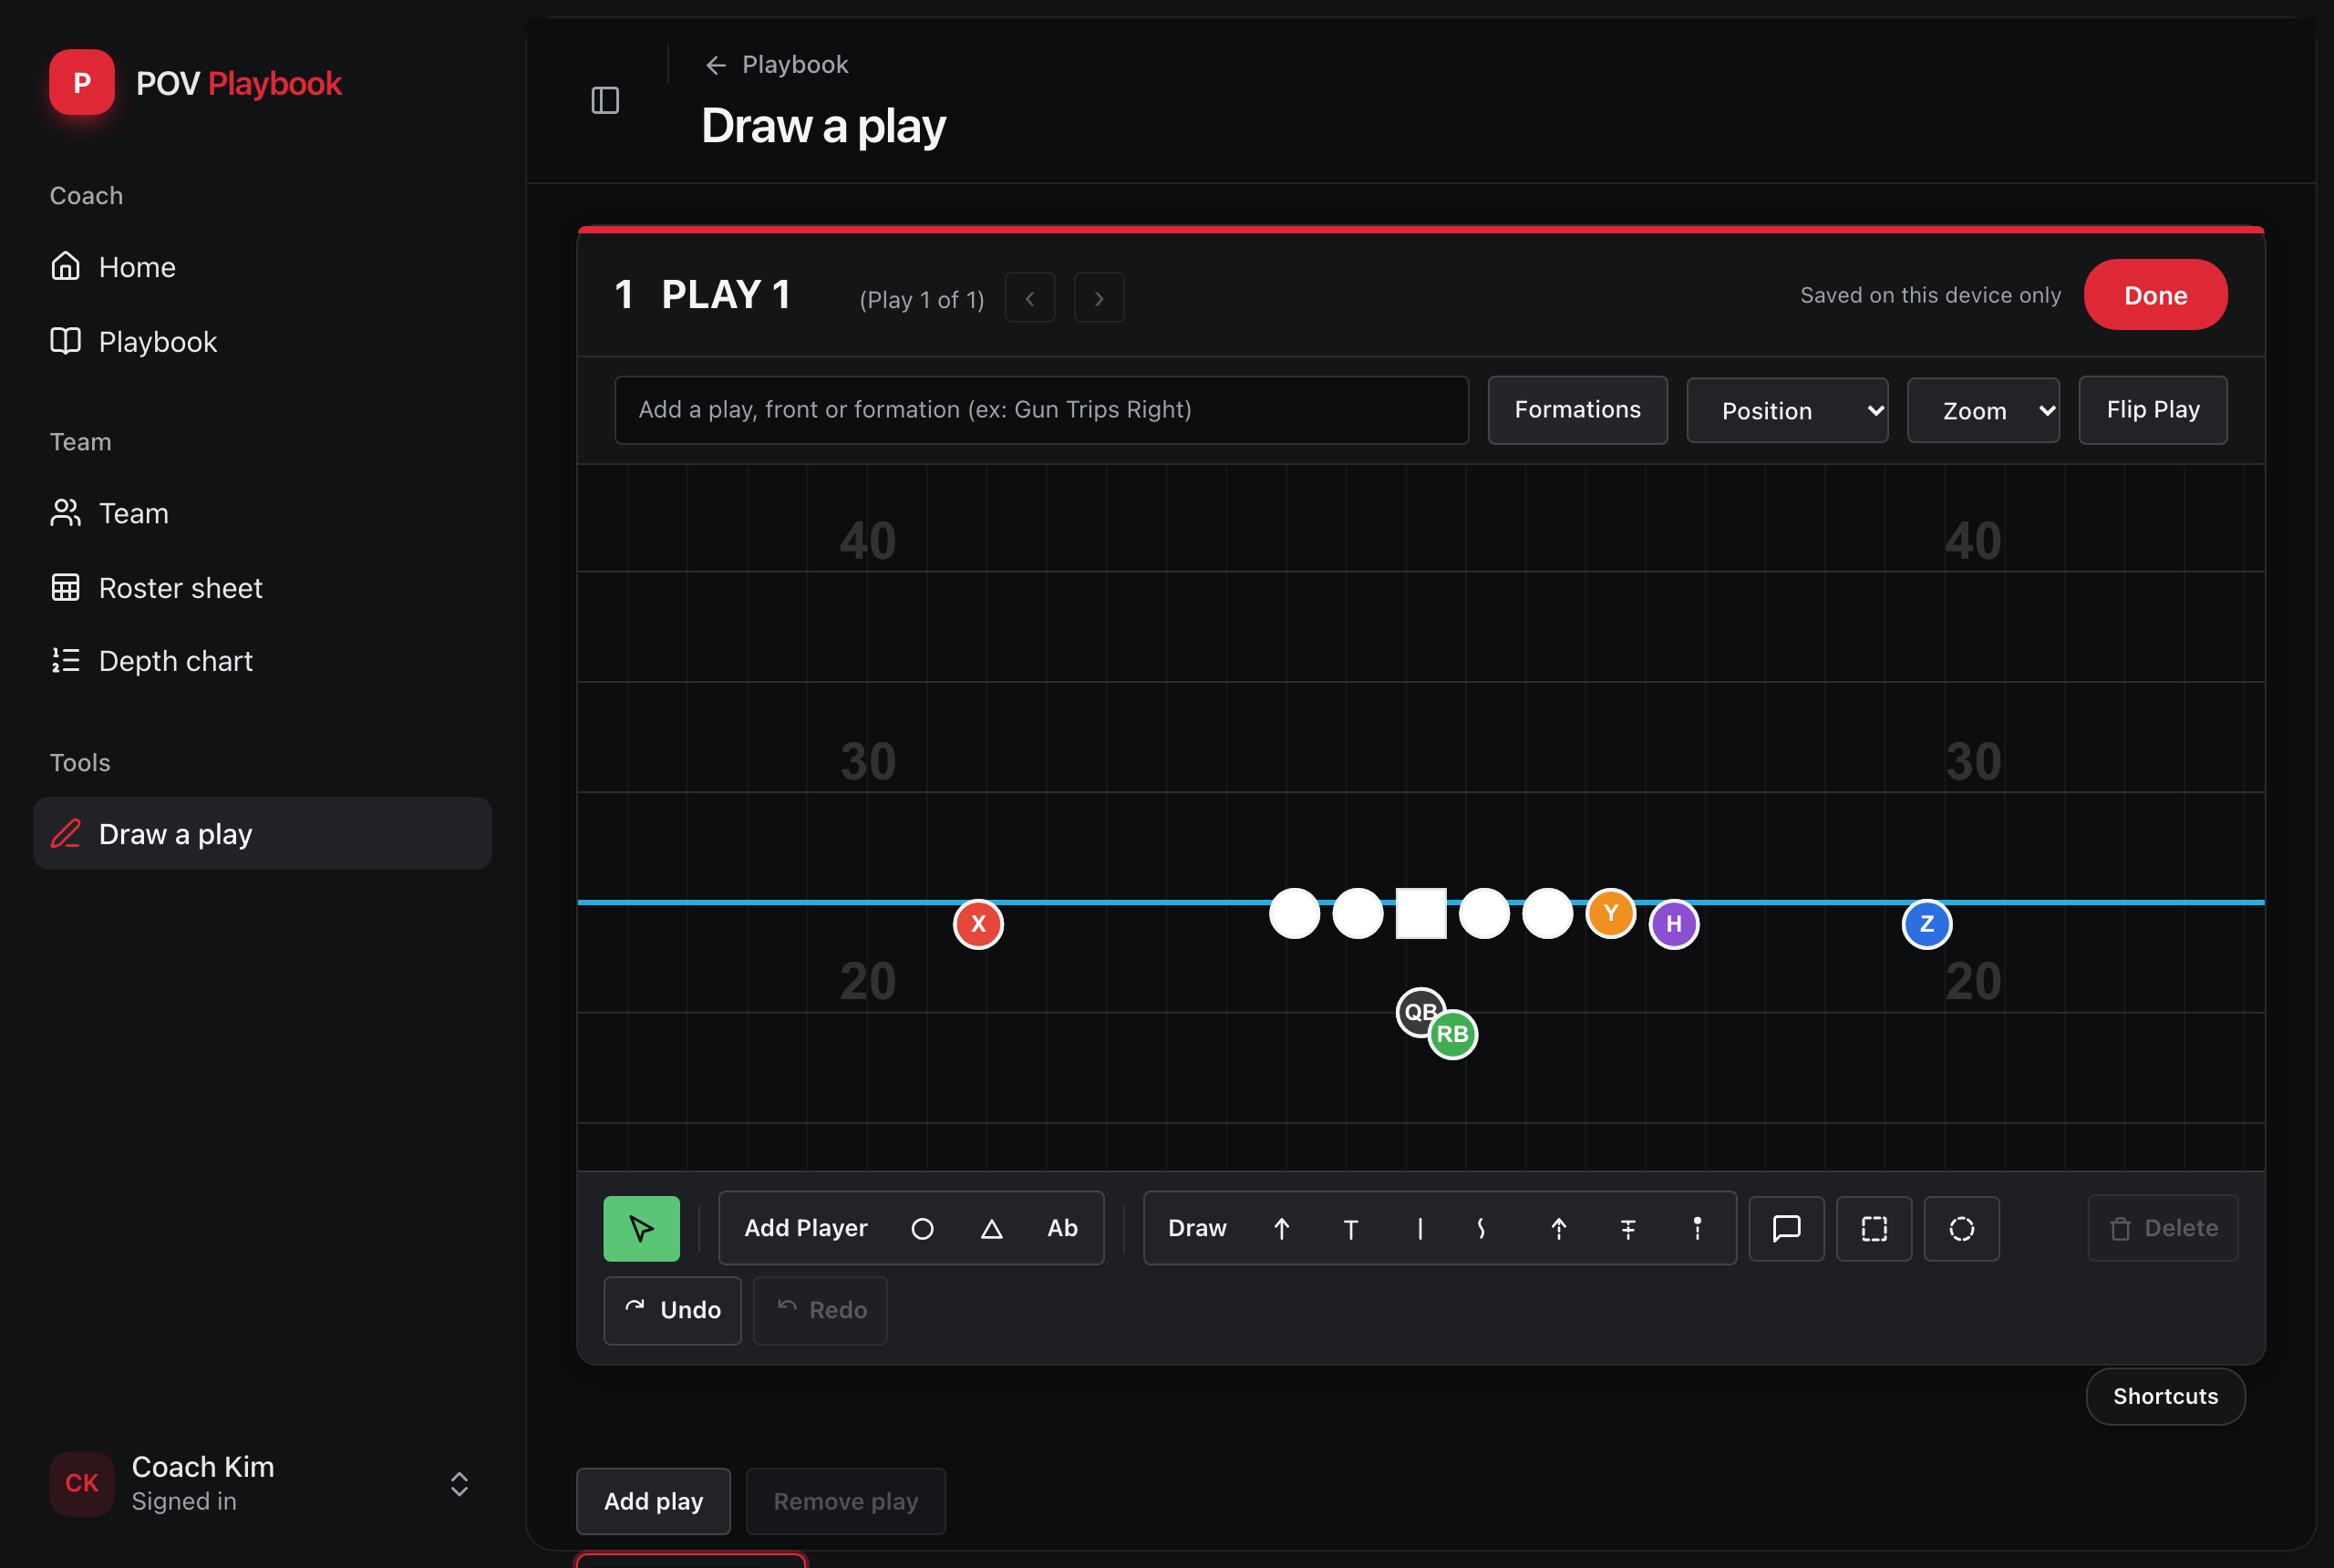 P
POV Playbook
Coach
Home
Playbook
Team
Team
Roster sheet
Depth chart
Tools
Draw a play
CK
Coach Kim
Signed in
Playbook
Draw a play
1 PLAY 1 (Play 1 of 1)
Saved on this device only
Done
Add a play, front or formation (ex: Gun Trips Right)
Formations
Position
Zoom
Flip Play
40 40
30 30
X Y H Z
20 20
QB
RB
Add Player Ab
Draw
Delete
Undo
Redo
Shortcuts
Add play
Remove play